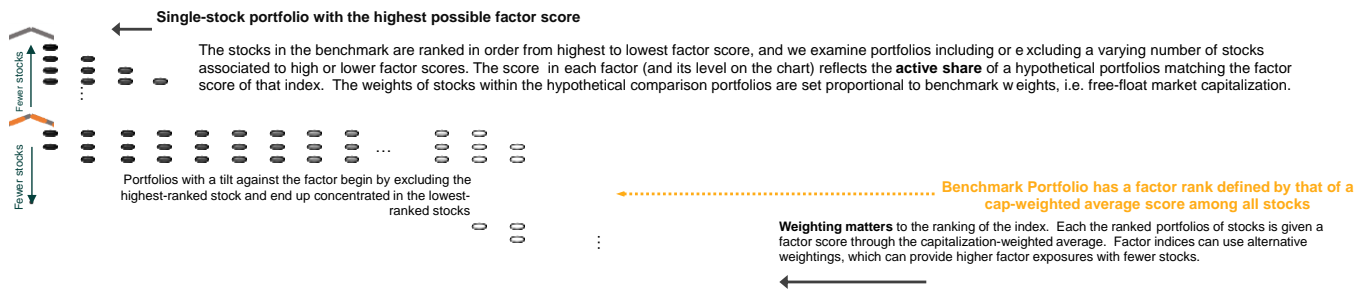 Single-stock portfolio with the highest possible factor score
Fewer stocks
The stocks in the benchmark are ranked in order from highest to lowest factor score, and we examine portfolios including or e xcluding a varying number of stocks
associated to high or lower factor scores. The score in each factor (and its level on the chart) reflects the active share of a hypothetical portfolios matching the factor
score of that index. The weights of stocks within the hypothetical comparison portfolios are set proportional to benchmark w eights, i.e. free-float market capitalization.
...
...
Fewer stocks
Portfolios with a tilt against the factor begin by excluding the
highest-ranked stock and end up concentrated in the lowest-
ranked stocks
Benchmark Portfolio has a factor rank defined by that of a
cap-weighted average score among all stocks
...
Weighting matters to the ranking of the index. Each the ranked portfolios of stocks is given a
factor score through the capitalization-weighted average. Factor indices can use alternative
weightings, which can provide higher factor exposures with fewer stocks.